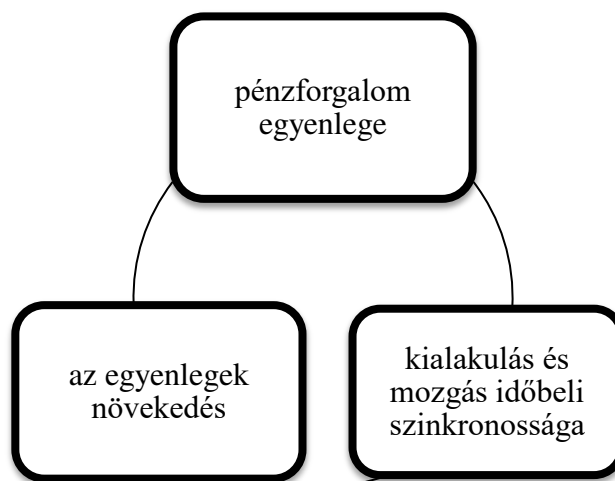 pénzforgalom
egyenlege
az egyenlegek
növekedés
kialakulás és
mozgás időbeli
szinkronossága